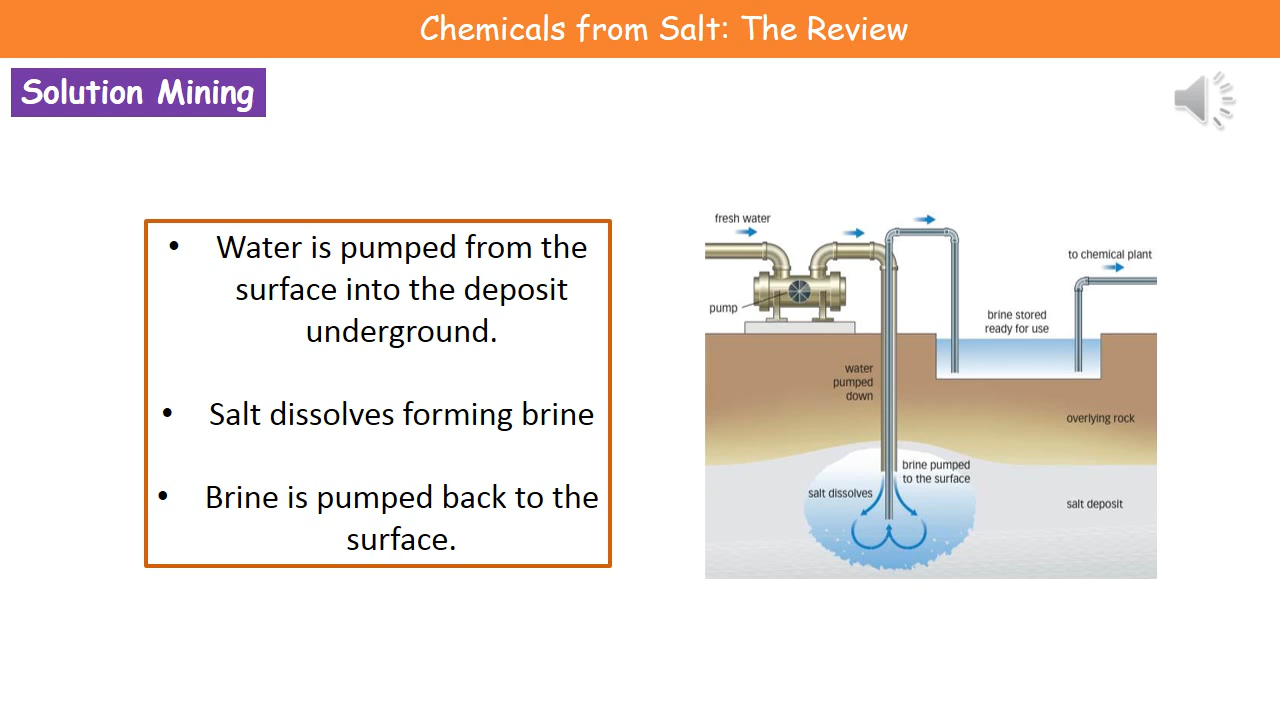 Chemicals from Salt: The Review
Solution Mining
• Water is pumped from the
surface into the deposit
underground.
• Salt dissolves forming brine
• Brine is pumped back to the
surface.
fresh water
to chemical plant
pump
brine stored
ready for use
water
pumped
down
overlying rock
brine pumped
to the surface
salt dissolves
salt deposit